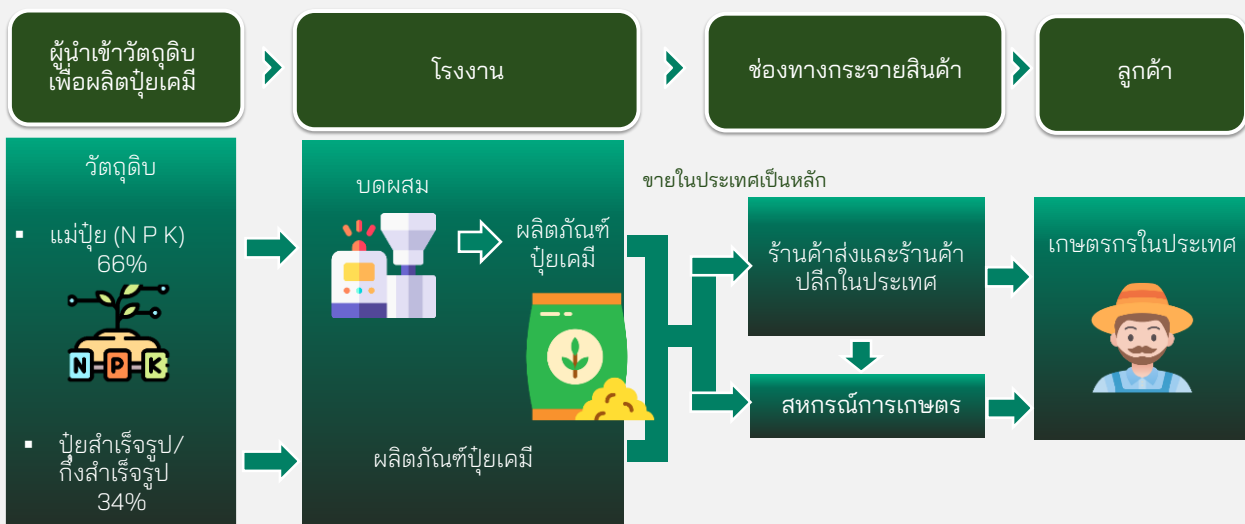 ผู้นำเข้าวัตถุดิบ
เพื่อผลิตปุ๋ยเคมี
โรงงาน
ช่องทางกระจายสินค้า
ลูกค้า
วัตถุดิบ
▪ แม่ปุ๋ย (N P K)
66%
N-P-K
▪ ปุ๋ยสำเร็จรูป/
กึ่งสำเร็จรูป
34%
บดผสม
ผลิตภัณฑ์
ปุ๋ยเคมี
ผลิตภัณฑ์ปุ๋ยเคมี
ขายในประเทศเป็นหลัก
ร้านค้าส่งและร้านค้า
ปลีกในประเทศ
สหกรณ์การเกษตร
เกษตรกรในประเทศ